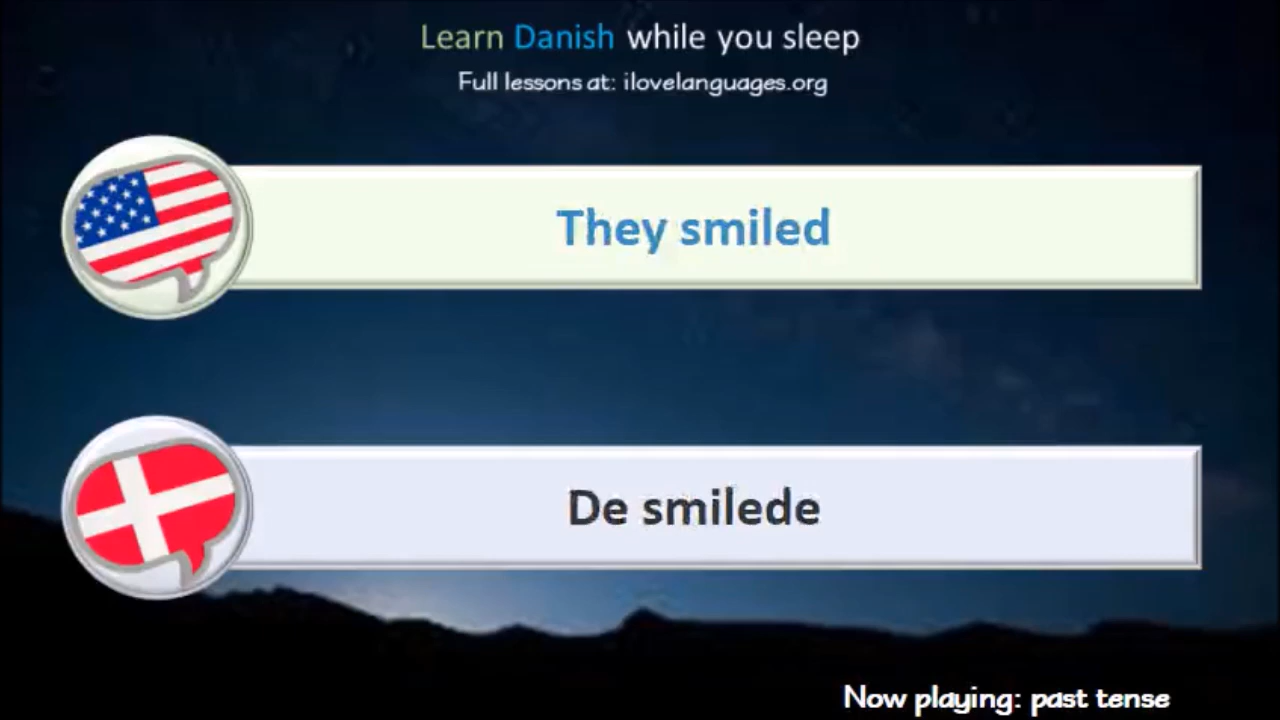 Learn Danish while you sleep
Full lessons at: ilovelanguages.org
They smiled
De smilede
Now playing: past tense